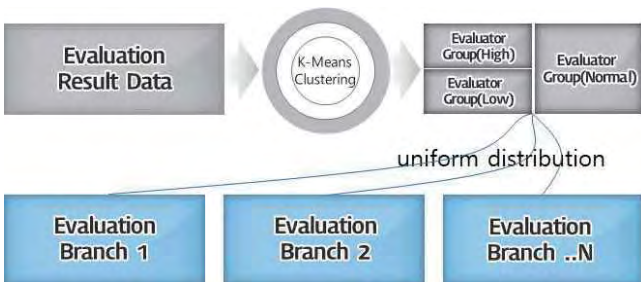 Evaluation
Result Data
K-Means
Clustering
Evaluator
Group(High)
Evaluator
Group(Low)
Evaluator
Group(Normal)
uniform distribution
Evaluation
Branch 1
Evaluation
Branch 2
Evaluation
Branch ..N